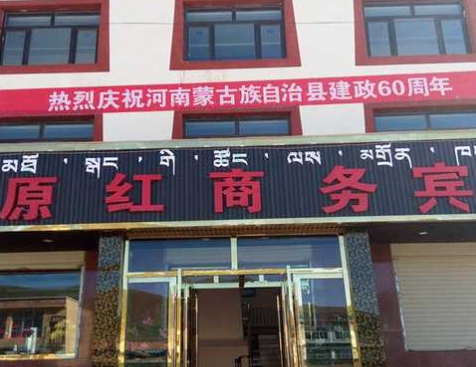 热烈庆祝河南蒙古族自治县建政60周年
སྒང་གི་ཚོང་ལས་མགྲོན་
原红商务宾